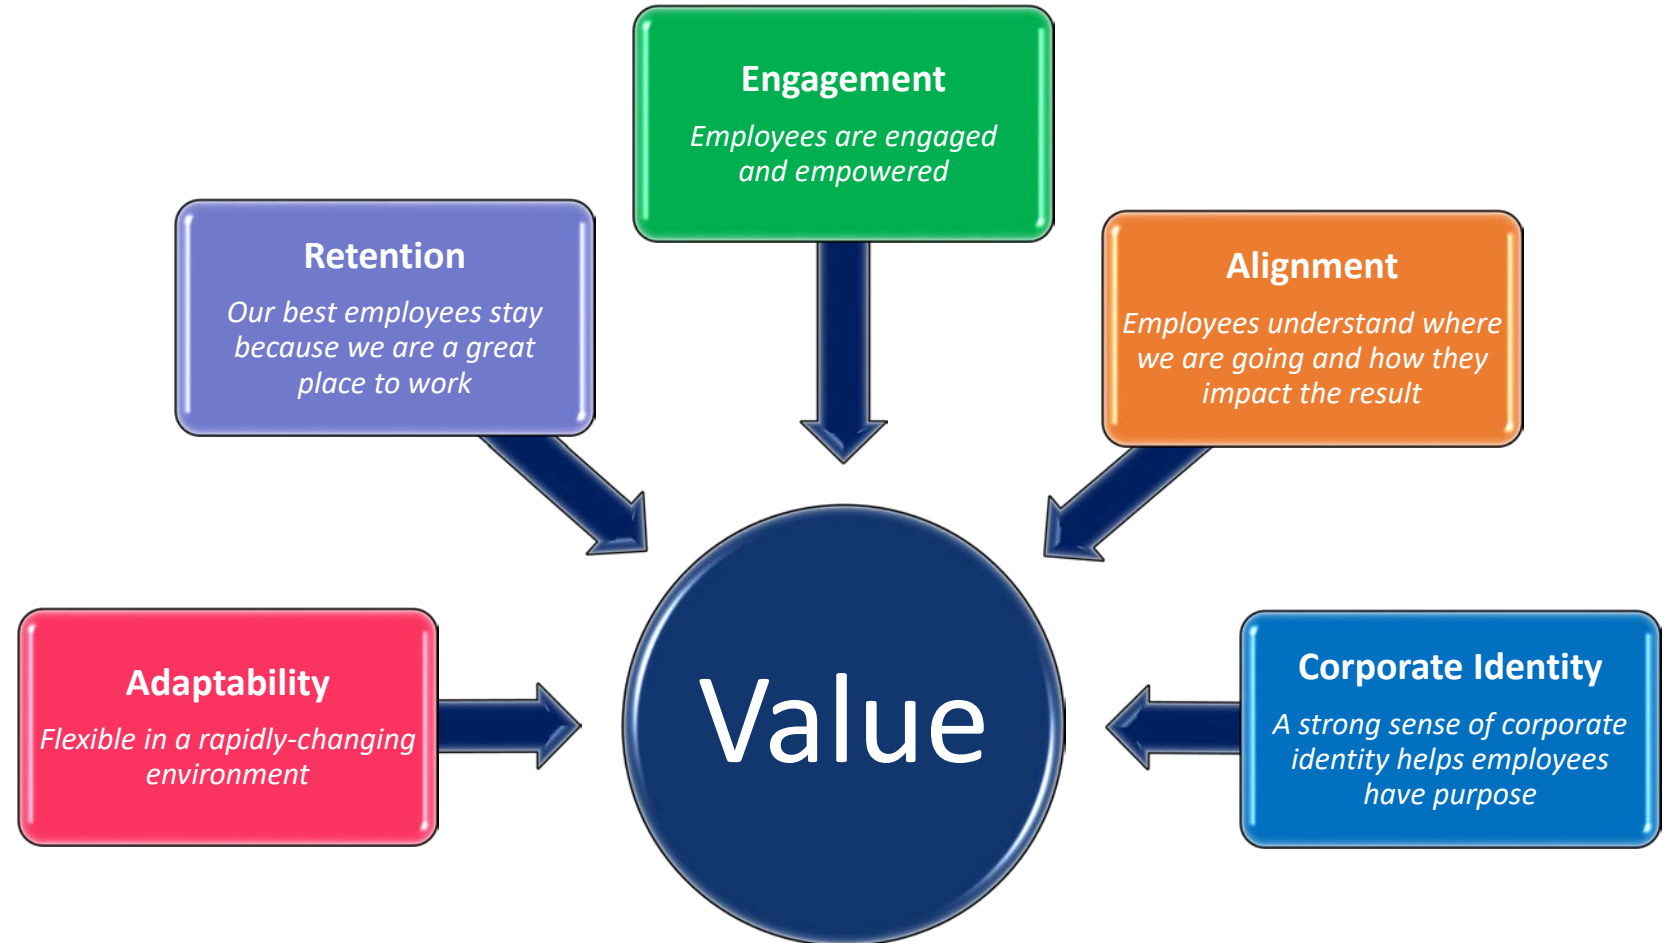 Engagement
Employees are engaged
and empowered
Retention
Our best employees stay
because we are a great
place to work
Alignment
Employees understand where
we are going and how they
impact the result
Adaptability
Flexible in a rapidly-changing
environment
Value
Corporate Identity
A strong sense of corporate
identity helps employees
have purpose